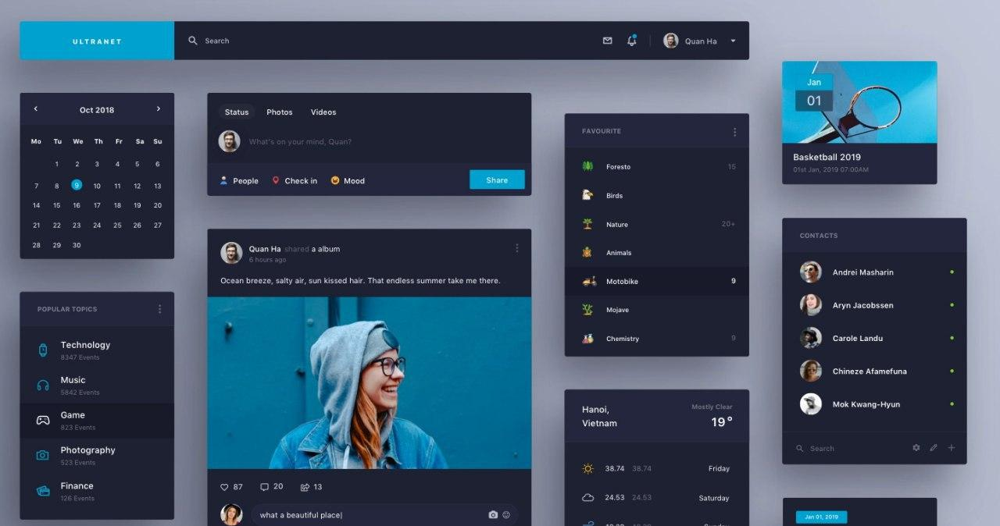 ULTRANET
Search
Quan Ha
Oct 2018
Mo Tu We Th Fr Sa Su
1 2 3 4 5 6
7 8 9 10 11 12 13
14 15 16 17 18 19 20
21 22 23 24 25 26 27
28 29 30
POPULAR TOPICS
Technology
8347 Events
Music
5842 Events
Game
823 Events
Photography
523 Events
Finance
126 Events
Status Photos Videos
What's on your mind, Quan?
People Check in Mood Share
Quan Ha shared a album
6 hours ago
Ocean breeze, salty air, sun kissed hair. That endless summer take me there.
87 20 13
what a beautiful place
FAVOURITE
Foresto 15
Birds
Nature 20+
Animals
Motobike 9
Mojave
Chemistry 9
Hanoi,
Vietnam
Mostly Clear
19°
38.74 38.74 Friday
24.53 24.53 Saturday
Jan
01
Basketball 2019
01st Jan, 2019 07:00AM
CONTACTS
Andrei Masharin
Aryn Jacobssen
Carole Landu
Chineze Afamefuna
Mok Kwang-Hyun
Search
Jan 01, 2019